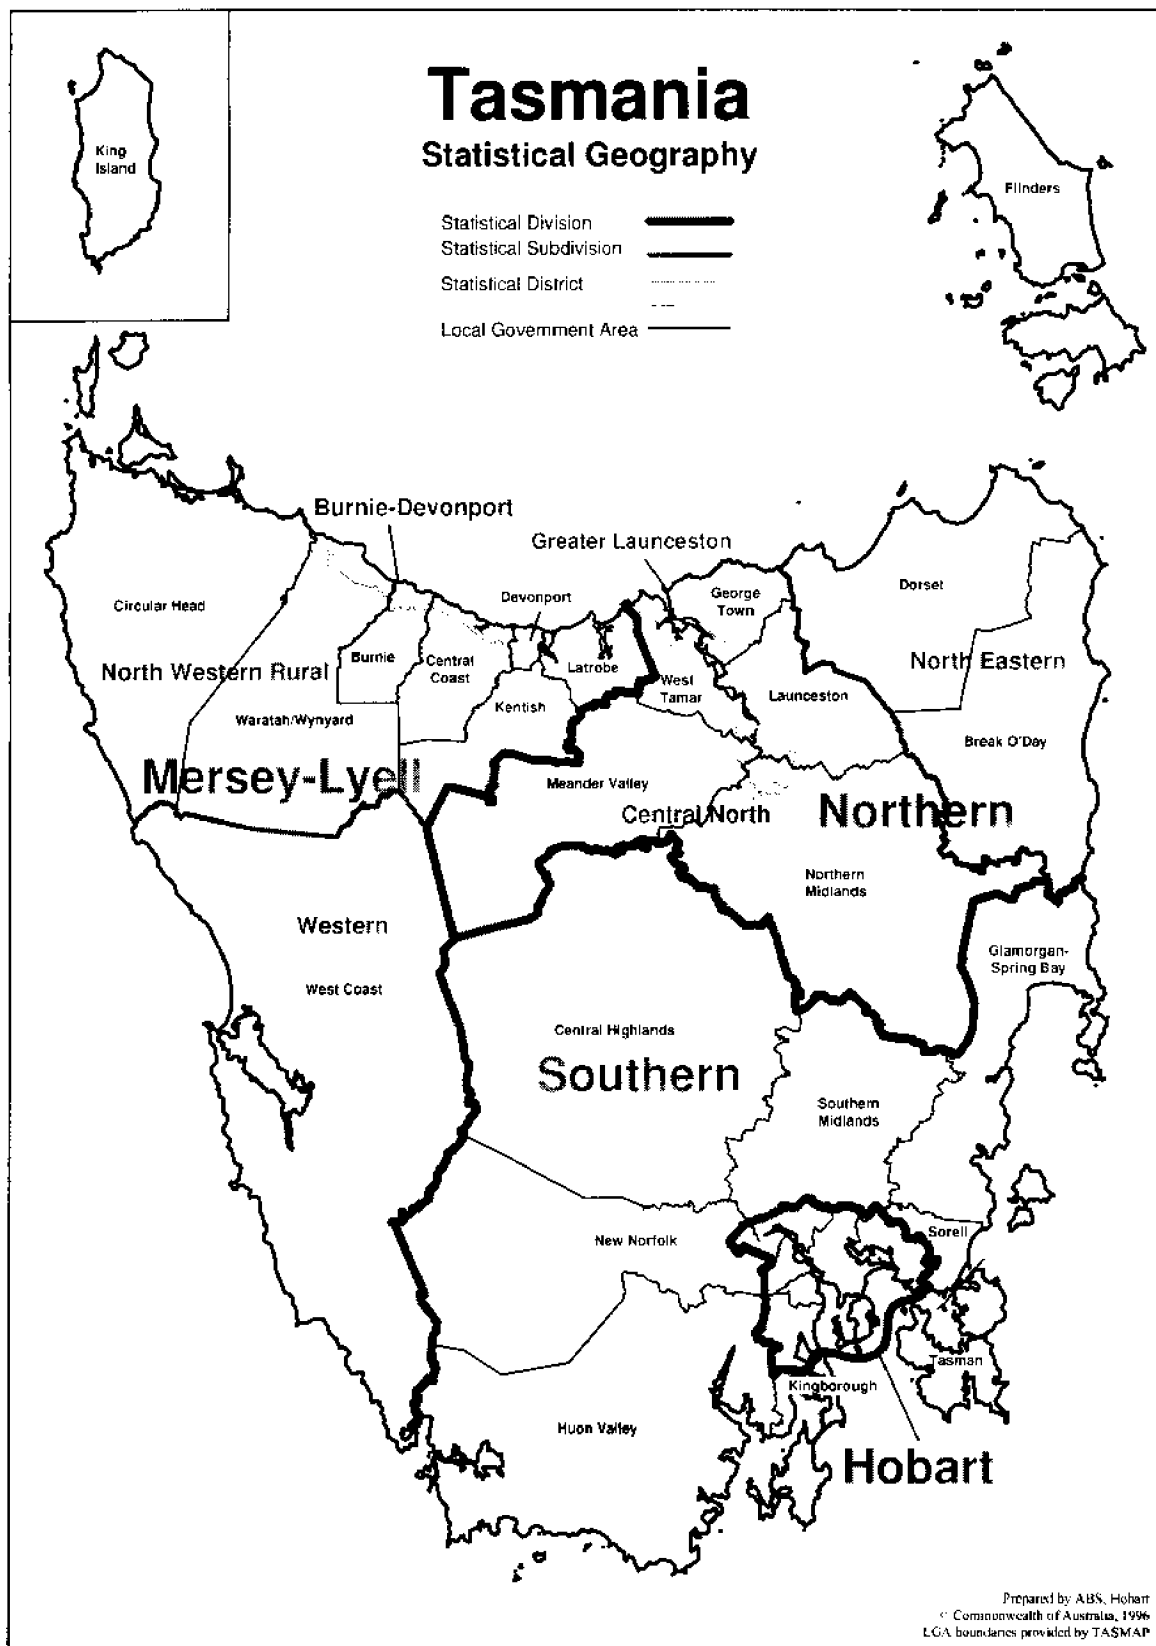 Tasmania
Statistical Geography
King
Island
Flinders
Statistical Division
Statistical Subdivision
Statistical District
Local Government Area
Burnie-Devonport
Greater Launceston
Devonport
George
Town
Dorset
Circular Head
North Western Rural
Burnie
Central
Coast
Latrobe
West
Tamar
Launceston
North Eastern
Kentish
Waratah/Wynyard
Break O'Day
Mersey-Lyell
Meander Valley
Central North
Northern
Northern
Midlands
Western
Glamorgan-
Spring Bay
West Coast
Central Highlands
Southern
Southern
Midlands
New Norfolk
Sorell
Tasman
Kingborough
Huon Valley
Hobart
Prepared by ABS, Hobart
© Commonwealth of Australia, 1996
LGA boundaries provided by TASMAP